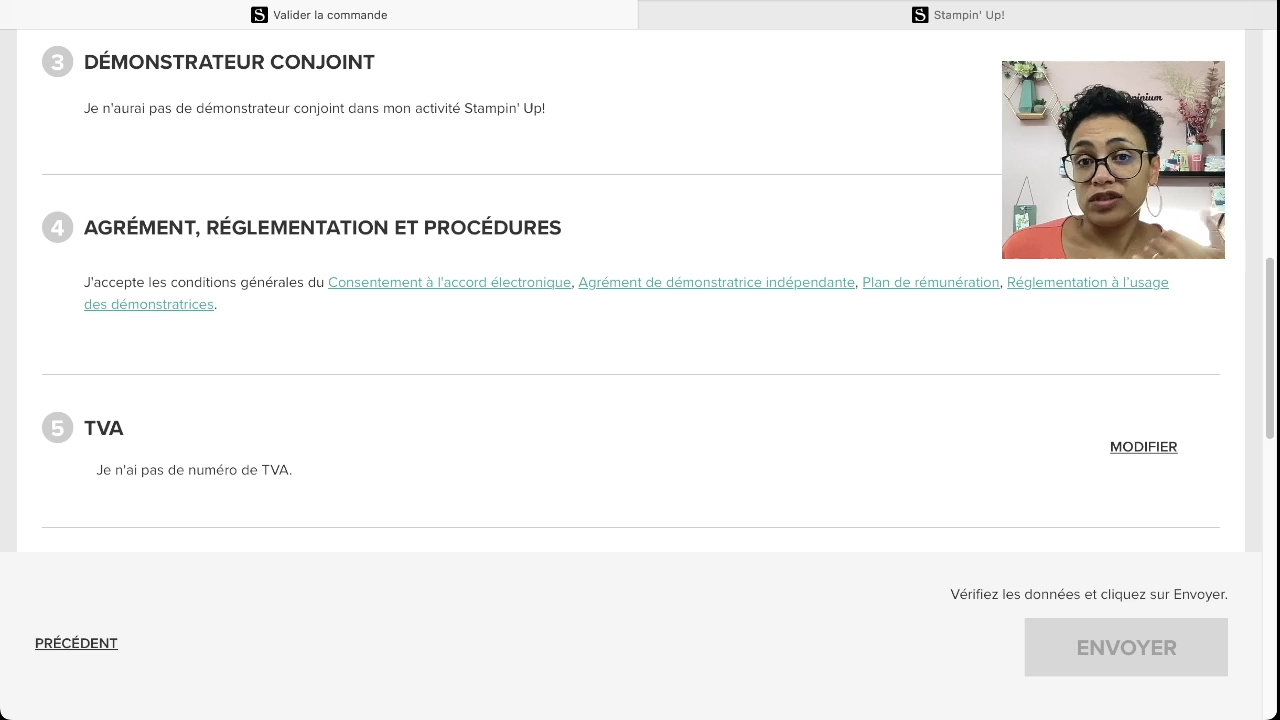 Valider la commande
Stampin' Up!
3 DÉMONSTRATEUR CONJOINT
Je n'aurai pas de démonstrateur conjoint dans mon activité Stampin' Up!
4 AGRÉMENT, RÉGLEMENTATION ET PROCÉDURES
J'accepte les conditions générales du Consentement à l'accord électronique, Agrément de démonstratrice indépendante, Plan de rémunération, Réglementation à l’usage
des démonstratrices.
5 TVA
MODIFIER
Je n'ai pas de numéro de TVA.
Vérifiez les données et cliquez sur Envoyer.
PRÉCÉDENT
ENVOYER